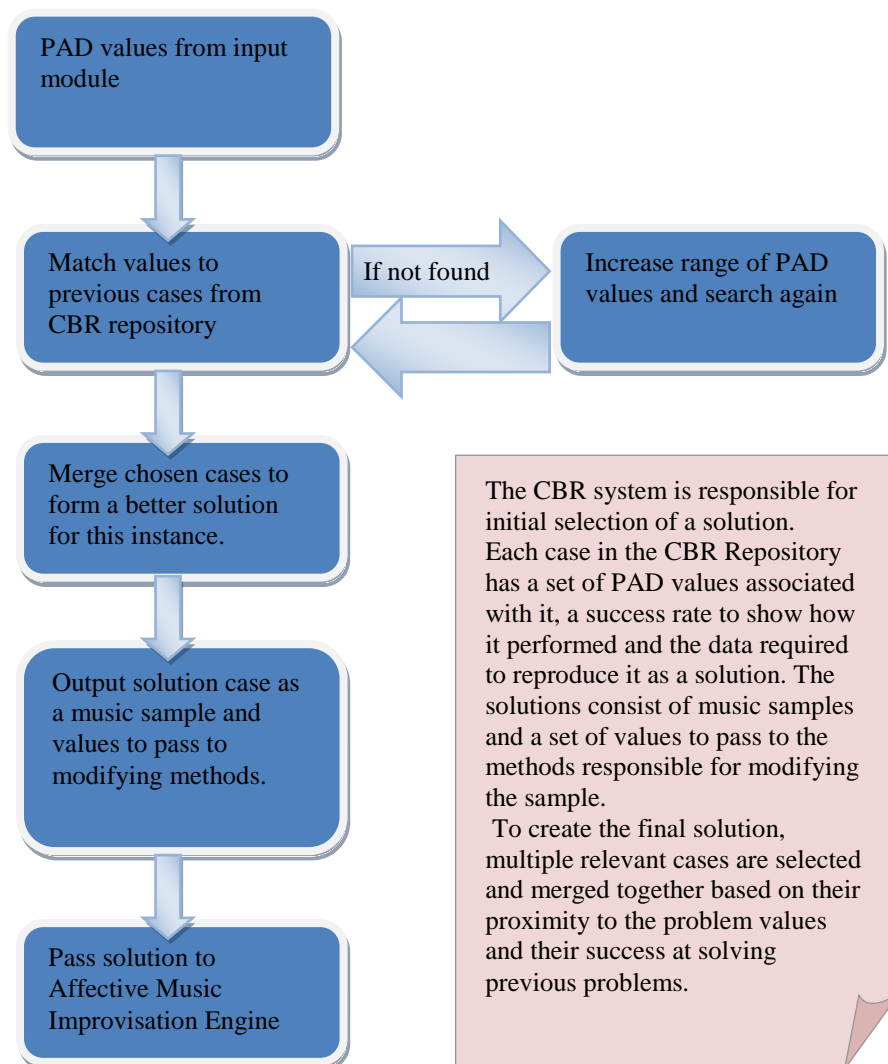 PAD values from input
module
Match values to
previous cases from
CBR repository
If not found
Increase range of PAD
values and search again
Merge chosen cases to
form a better solution
for this instance.
Output solution case as
a music sample and
values to pass to
modifying methods.
Pass solution to
Affective Music
Improvisation Engine
The CBR system is responsible for
initial selection of a solution.
Each case in the CBR Repository
has a set of PAD values associated
with it, a success rate to show how
it performed and the data required
to reproduce it as a solution. The
solutions consist of music samples
and a set of values to pass to the
methods responsible for modifying
the sample.
To create the final solution,
multiple relevant cases are selected
and merged together based on their
proximity to the problem values
and their success at solving
previous problems.